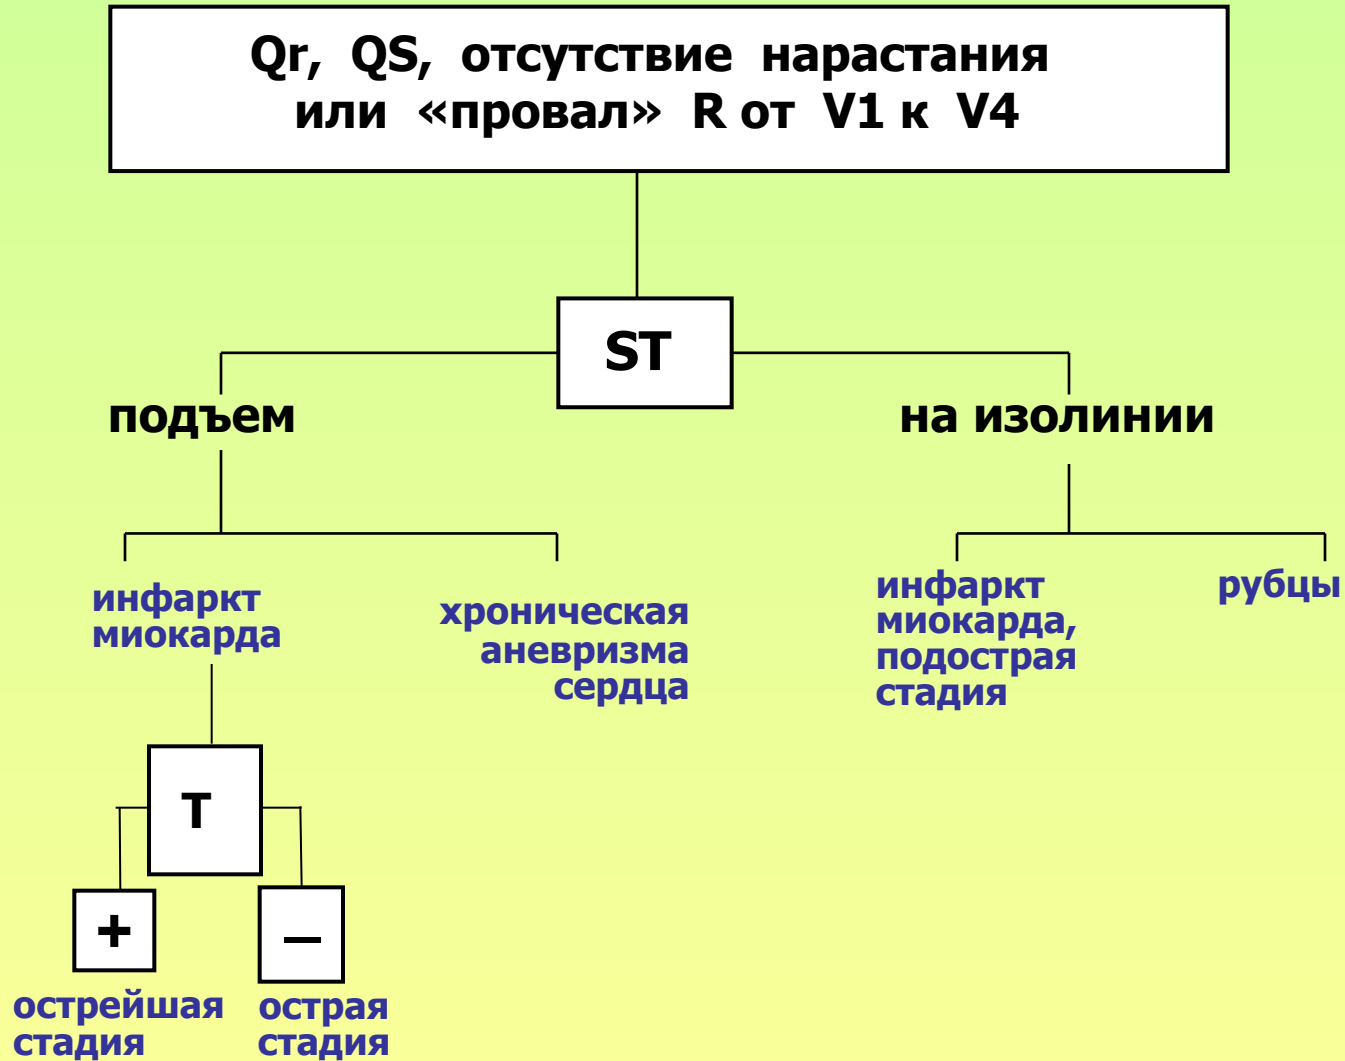 Qr, QS, отсутствие нарастания
или «провал» R от V1 к V4
ST
подъем
на изолинии
инфаркт
миокарда
хроническая
аневризма
сердца
инфаркт
миокарда,
подострая
стадия
рубцы
T
+
–
острейшая
стадия
острая
стадия